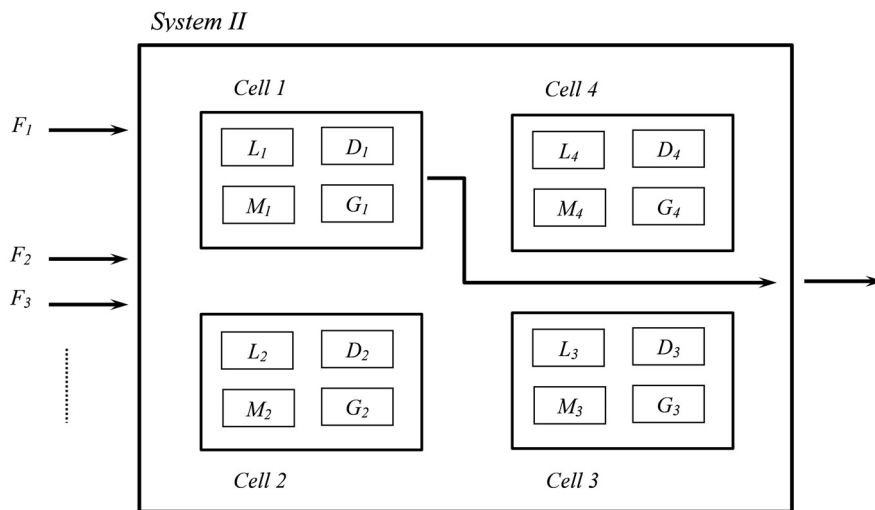 System II
Cell 1
Cell 4
F1
L1 D1
L4 D4
M1 G1
M4 G4
F2
F3
L2 D2
L3 D3
M2 G2
M3 G3
Cell 2
Cell 3